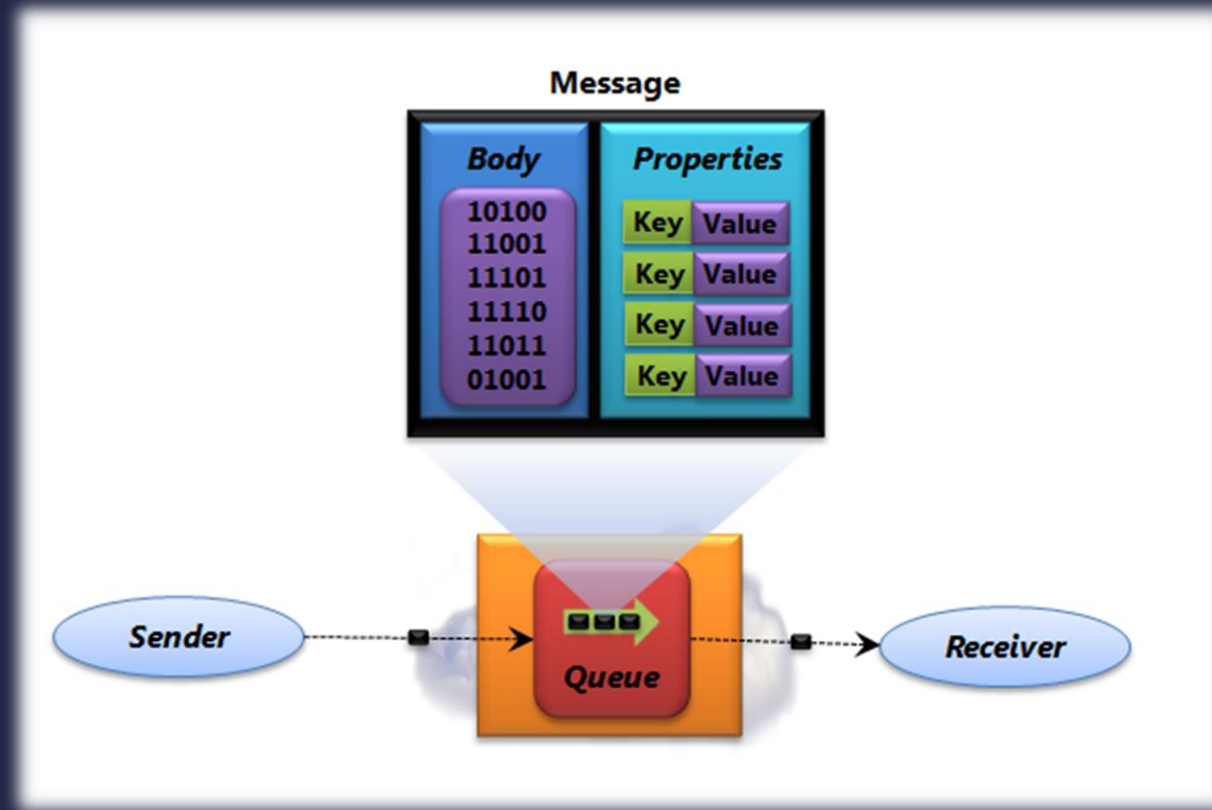 Message
Body
10100
11001
11101
11110
11011
01001
Properties
Key Value
Key Value
Key Value
Key Value
Sender
Queue
Receiver